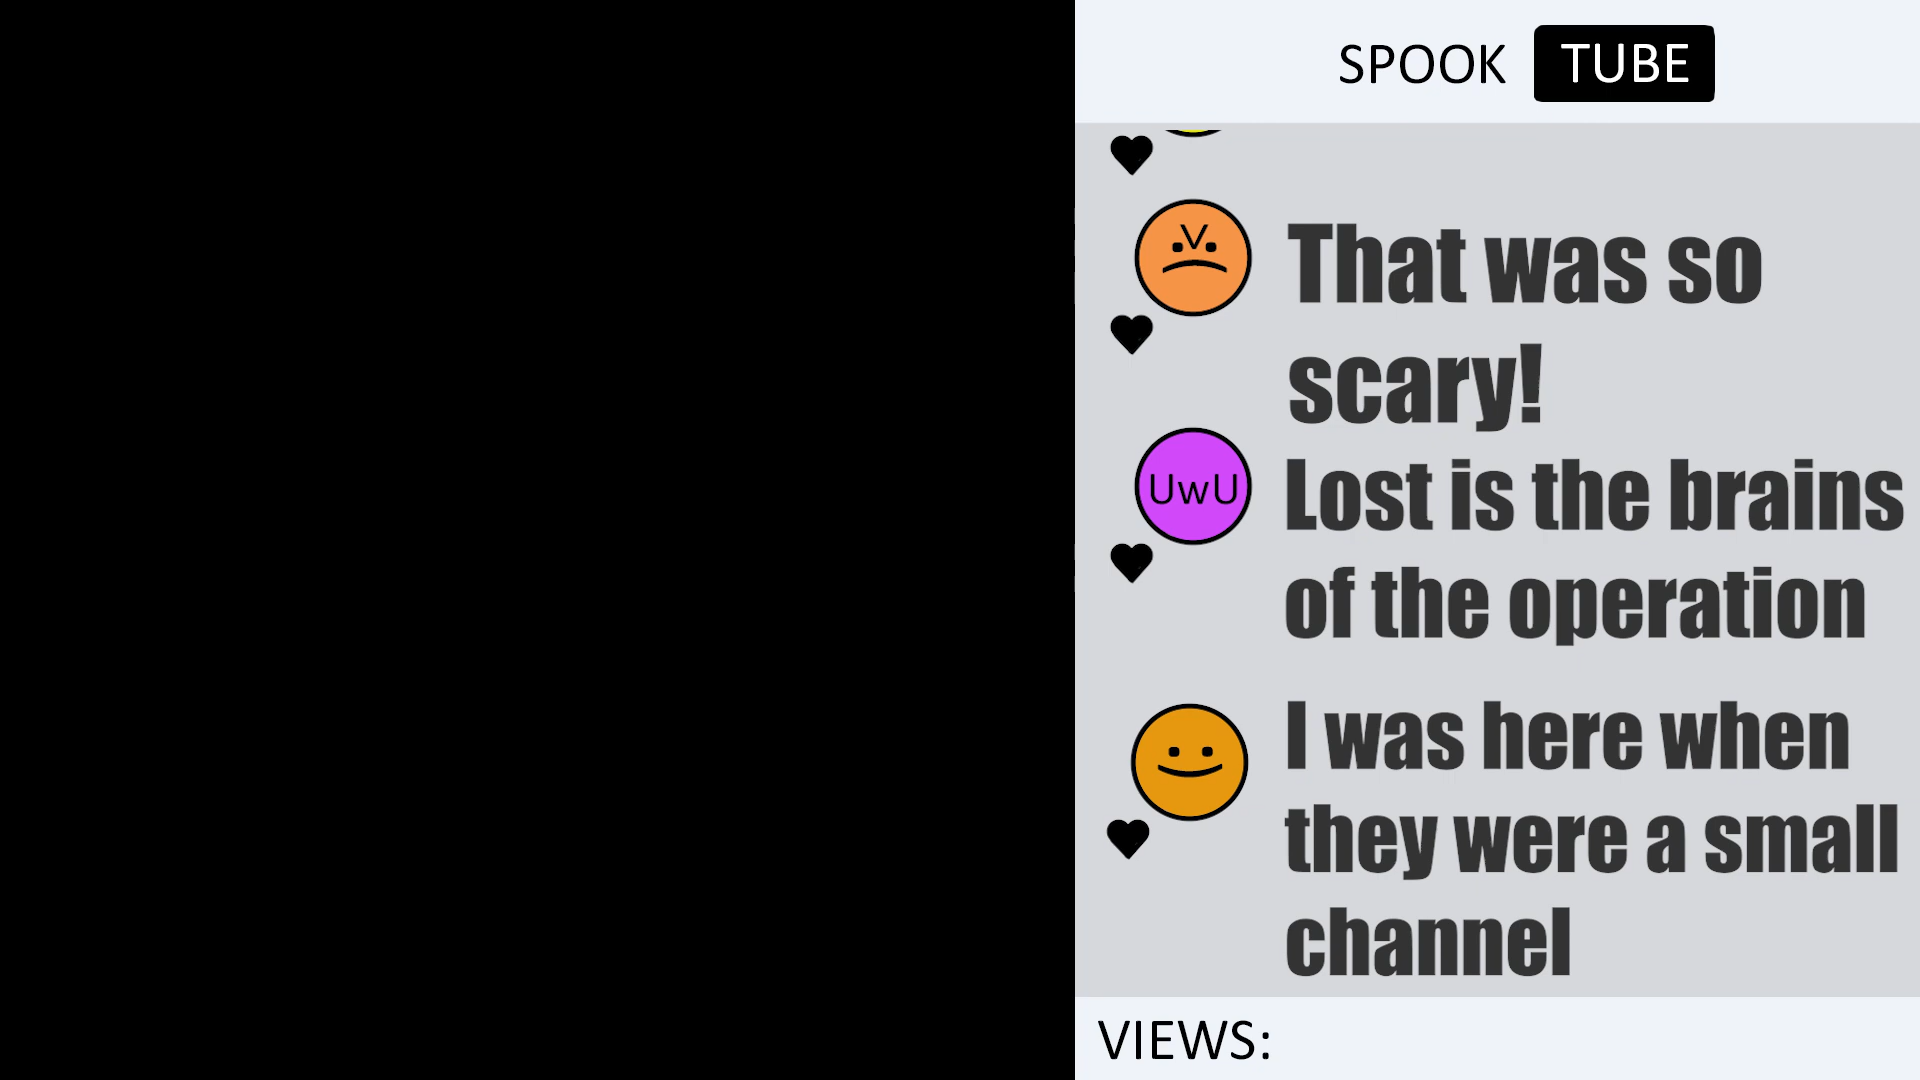 SPOOK TUBE
That was so
scary!
UwU
Lost is the brains
of the operation
I was here when
they were a small
channel
VIEWS: